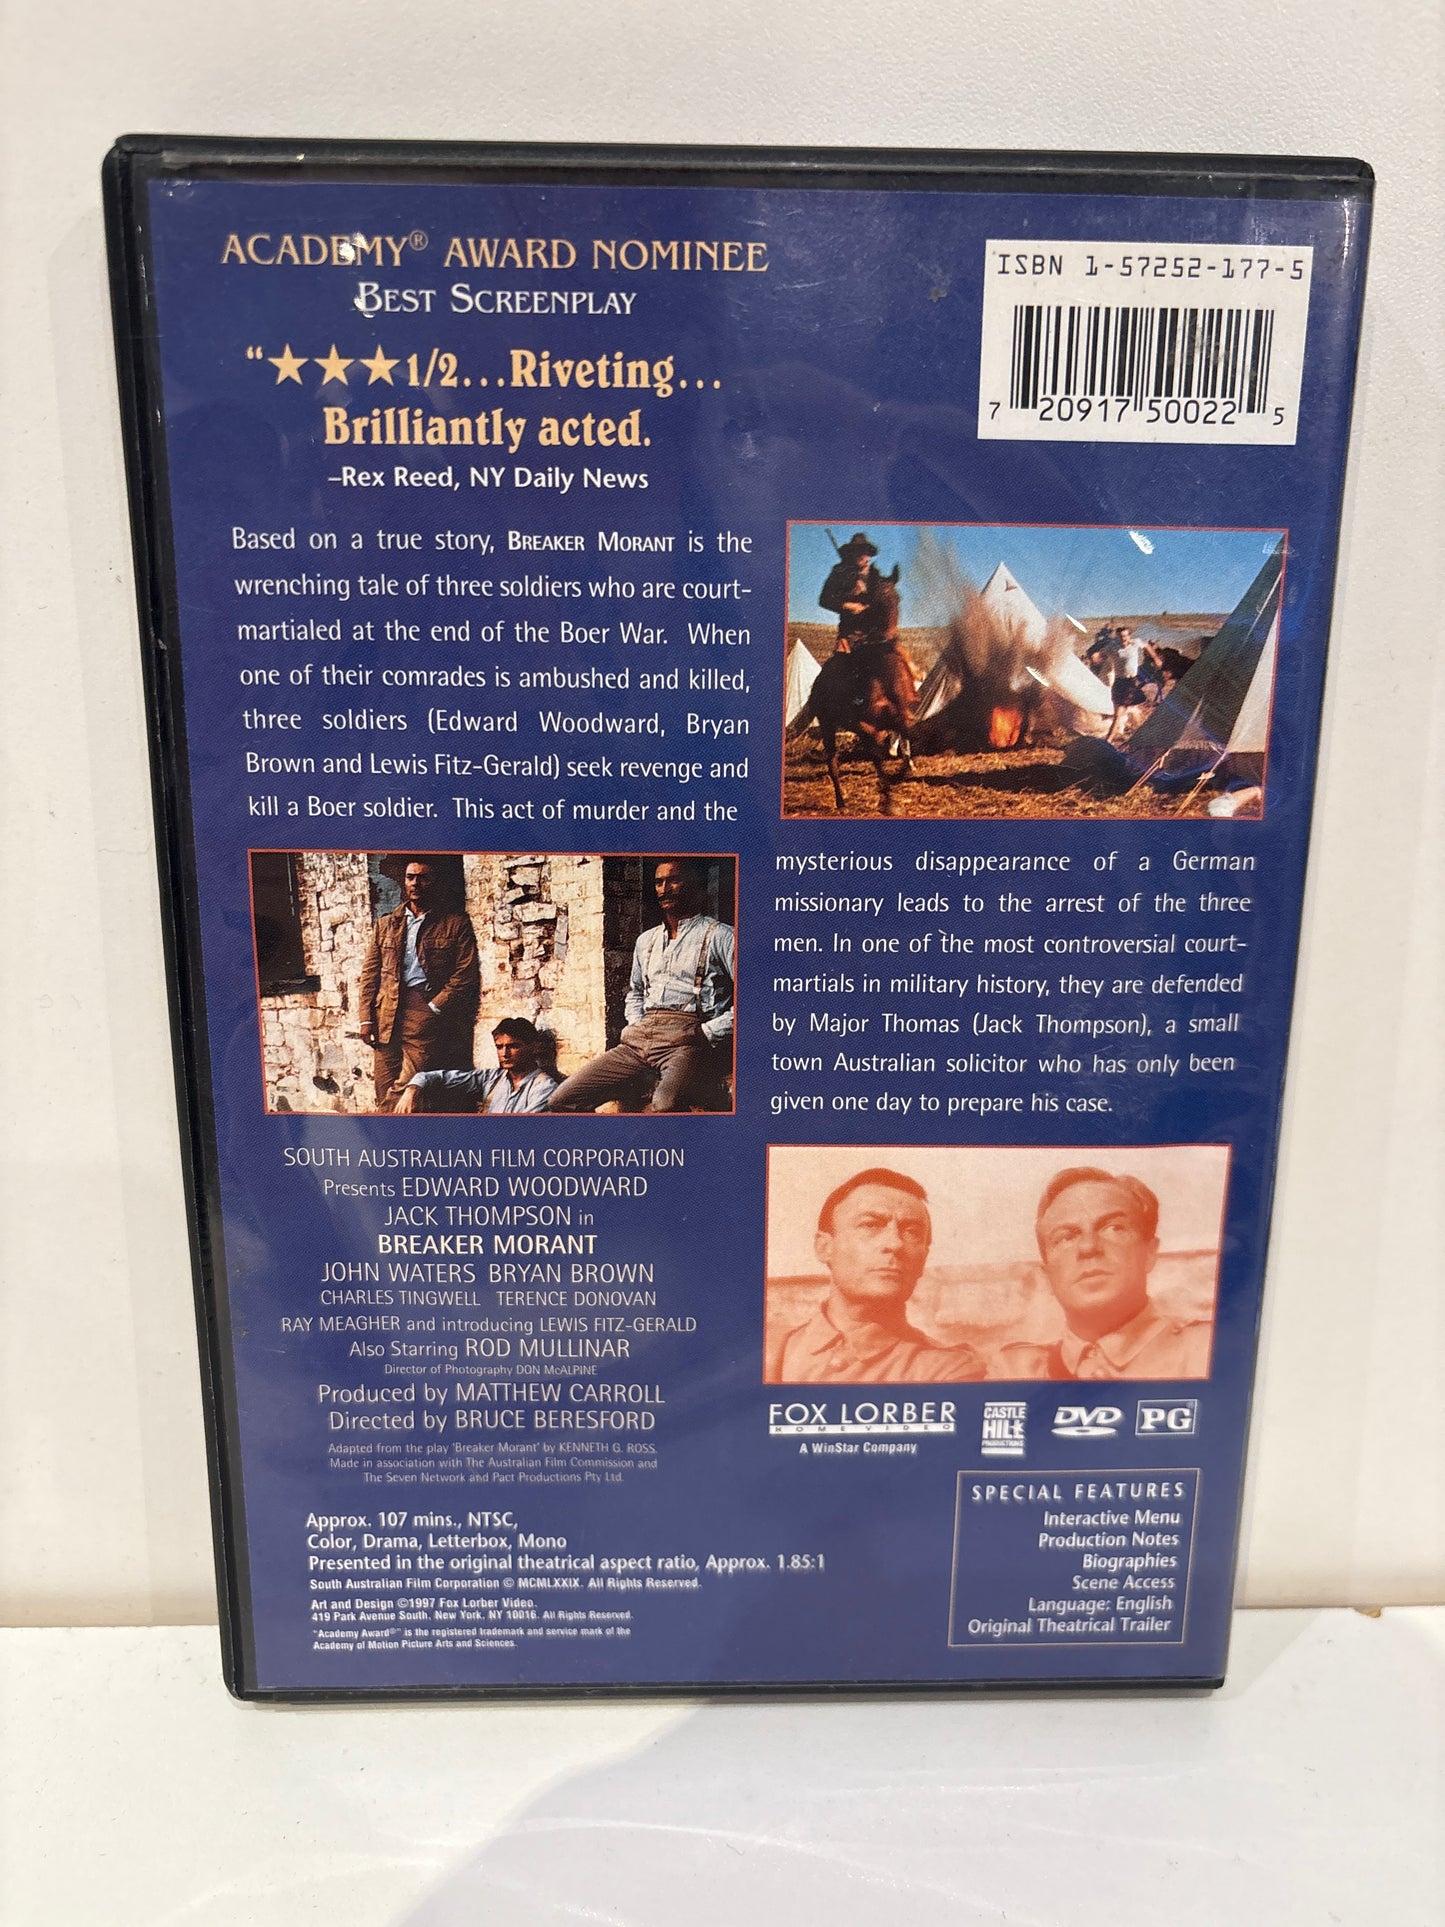 ACADEMY® AWARD NOMINEE
BEST SCREENPLAY
“★★★1/2...Riveting...
Brilliantly acted.
–Rex Reed, NY Daily News
ISBN 1-57252-177-5
7 20917 50022 5
Based on a true story, BREAKER MORANT is the
wrenching tale of three soldiers who are court-
martialed at the end of the Boer War. When
one of their comrades is ambushed and killed,
three soldiers (Edward Woodward, Bryan
Brown and Lewis Fitz-Gerald) seek revenge and
kill a Boer soldier. This act of murder and the
mysterious disappearance of a German
missionary leads to the arrest of the three
men. In one of the most controversial court-
martials in military history, they are defended
by Major Thomas (Jack Thompson), a small
town Australian solicitor who has only been
given one day to prepare his case.
SOUTH AUSTRALIAN FILM CORPORATION
Presents EDWARD WOODWARD
JACK THOMPSON in
BREAKER MORANT
JOHN WATERS BRYAN BROWN
CHARLES TINGWELL TERENCE DONOVAN
RAY MEAGHER and introducing LEWIS FITZ-GERALD
Also Starring ROD MULLINAR
Director of Photography DON McALPINE
Produced by MATTHEW CARROLL
Directed by BRUCE BERESFORD
Adapted from the play 'Breaker Morant' by KENNETH G. ROSS.
Made in association with The Australian Film Commission and
The Seven Network and Pact Productions Pty Ltd.
Approx. 107 mins., NTSC,
Color, Drama, Letterbox, Mono
Presented in the original theatrical aspect ratio, Approx. 1.85:1
South Australian Film Corporation © MCMLXXIX. All Rights Reserved.
Art and Design ©1997 Fox Lorber Video.
419 Park Avenue South, New York, NY 10016. All Rights Reserved.
"Academy Award®" is the registered trademark and service mark of the
Academy of Motion Picture Arts and Sciences.
FOX LORBER
HOME VIDEO
A WinStar Company
CASTLE
HILL
PRODUCTIONS
DVD
PG
SPECIAL FEATURES
Interactive Menu
Production Notes
Biographies
Scene Access
Language: English
Original Theatrical Trailer